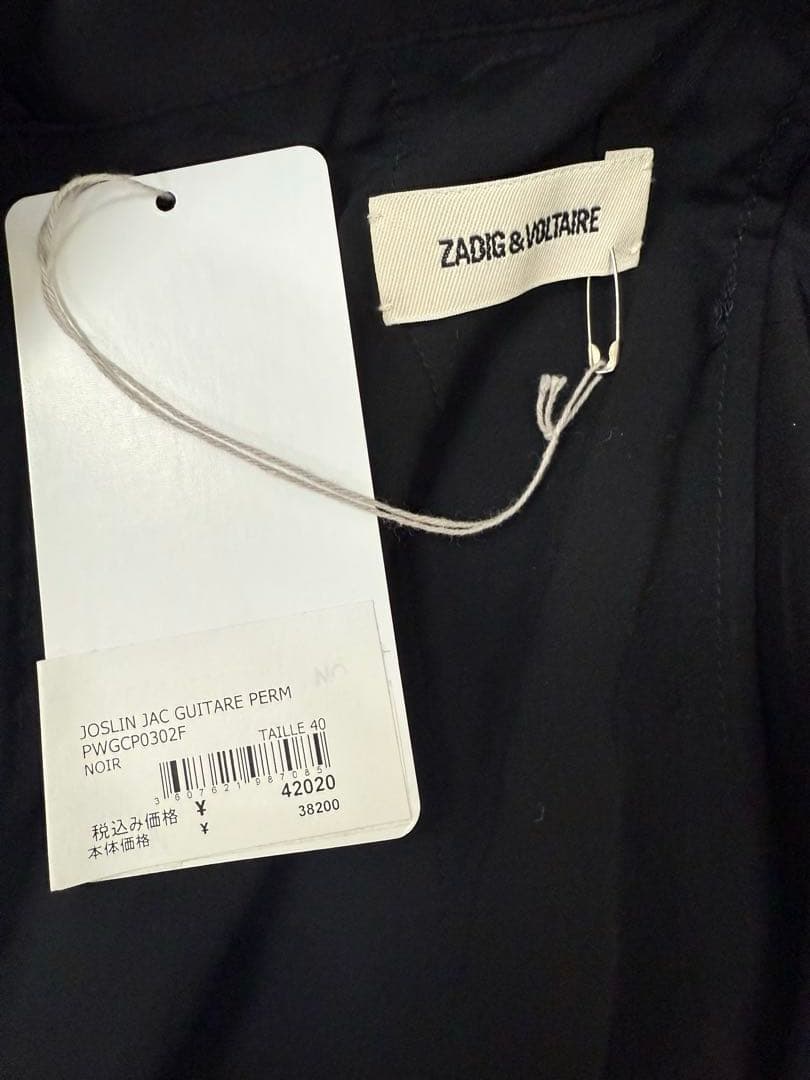 ZADIG & VOLTAIRE
JOSLIN JAC GUITARE PERM
PWGCP0302F
TAILLE 40
NOIR
3607621987085
税込み価格 ¥ 42020
本体価格 ¥ 38200